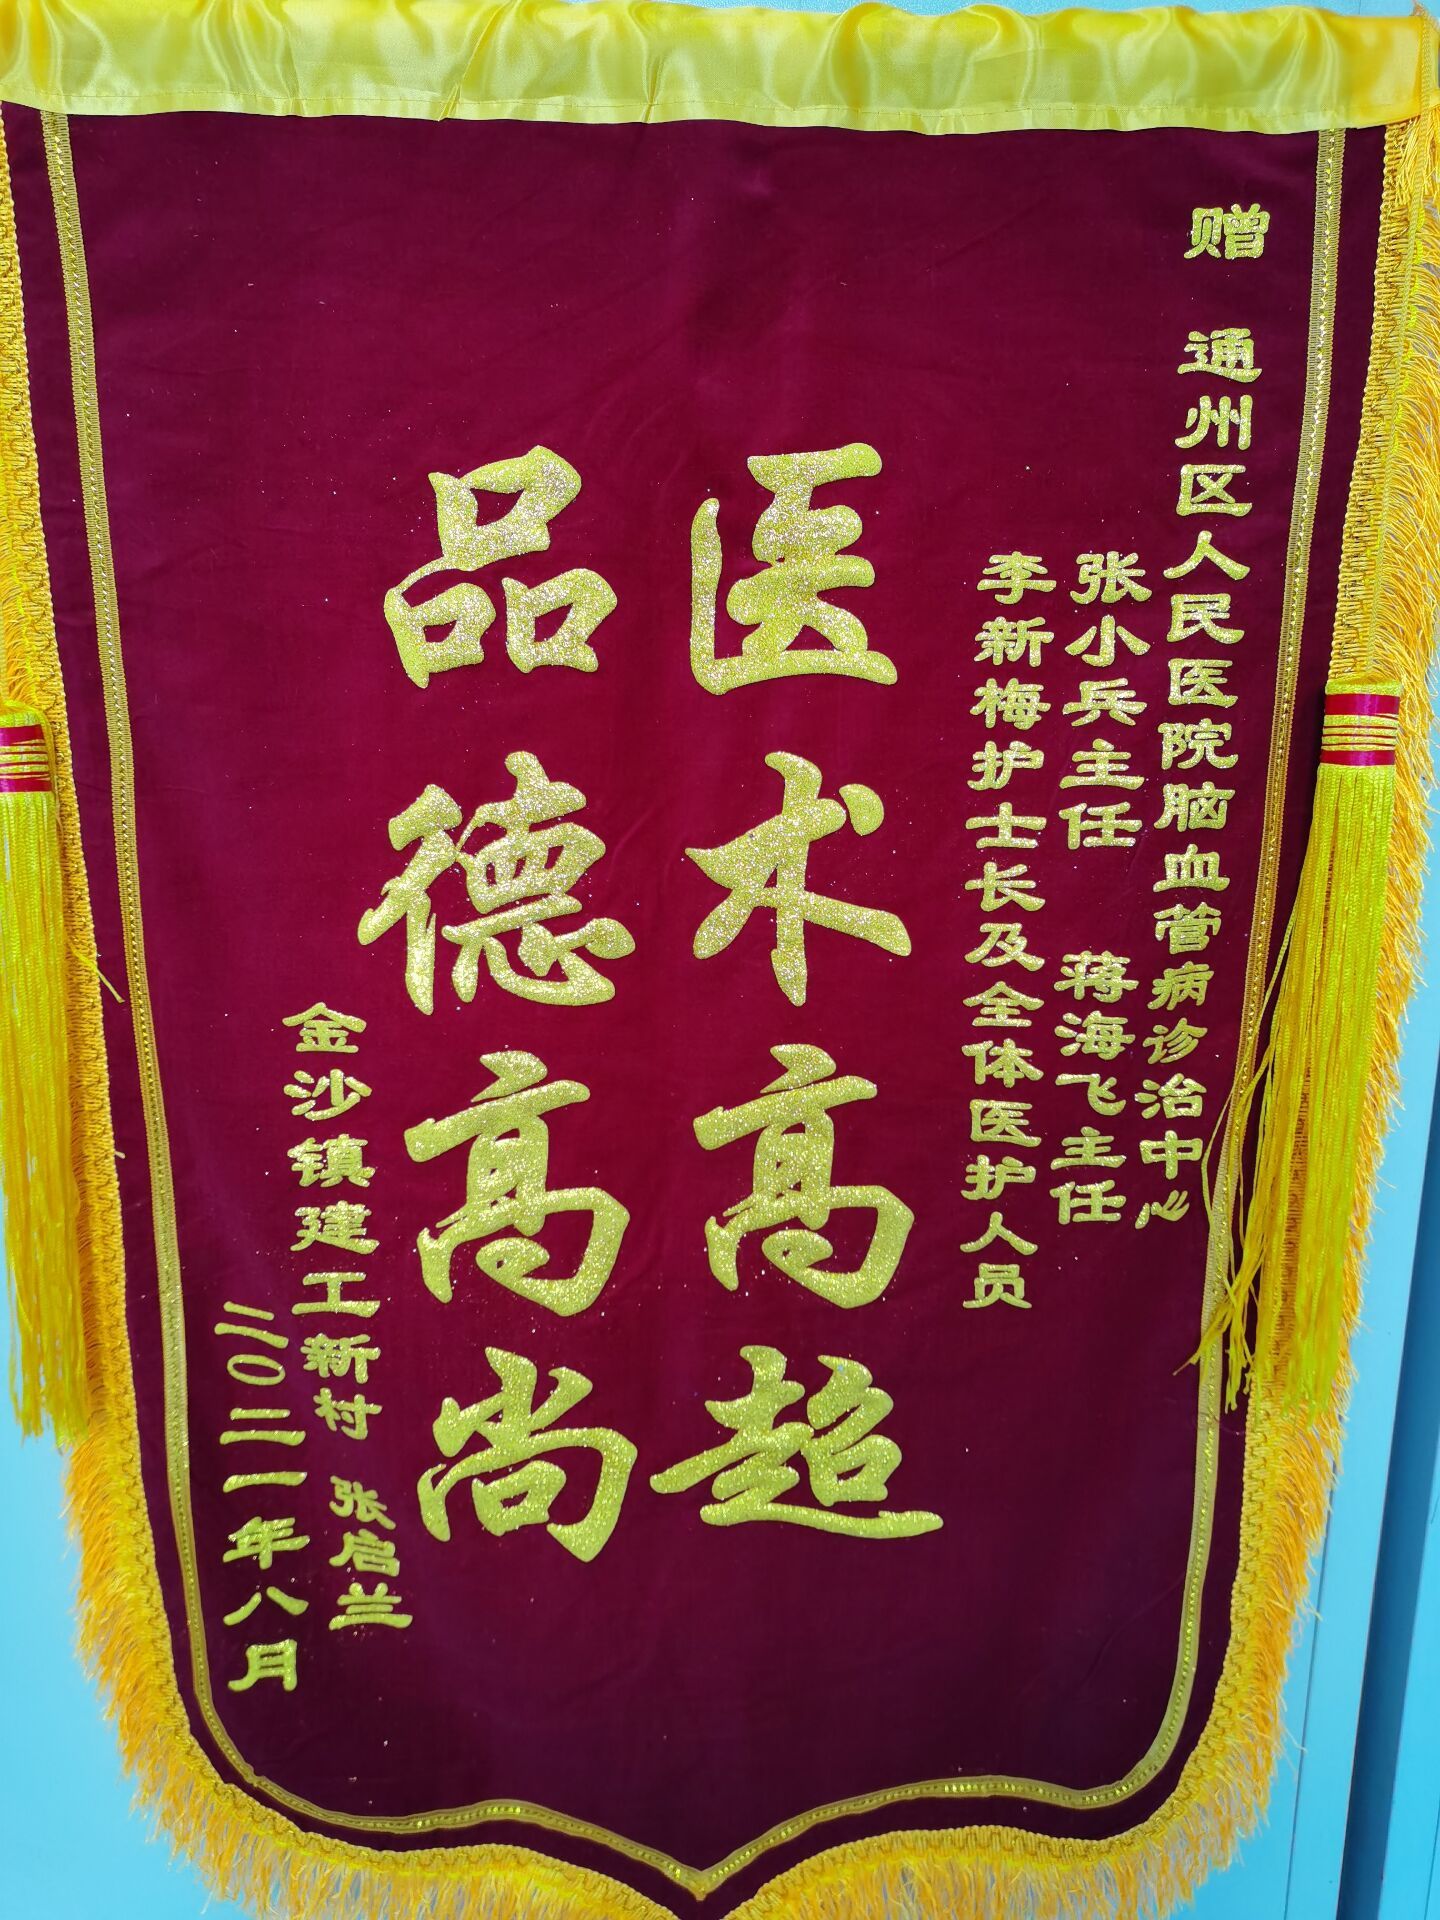 赠 通州区人民医院脑血管病诊治中心
张小兵主任 蒋海飞主任
李新梅护士长及全体医护人员
医术高超
品德高尚
金沙镇建工新村 张启兰
二〇二一年八月